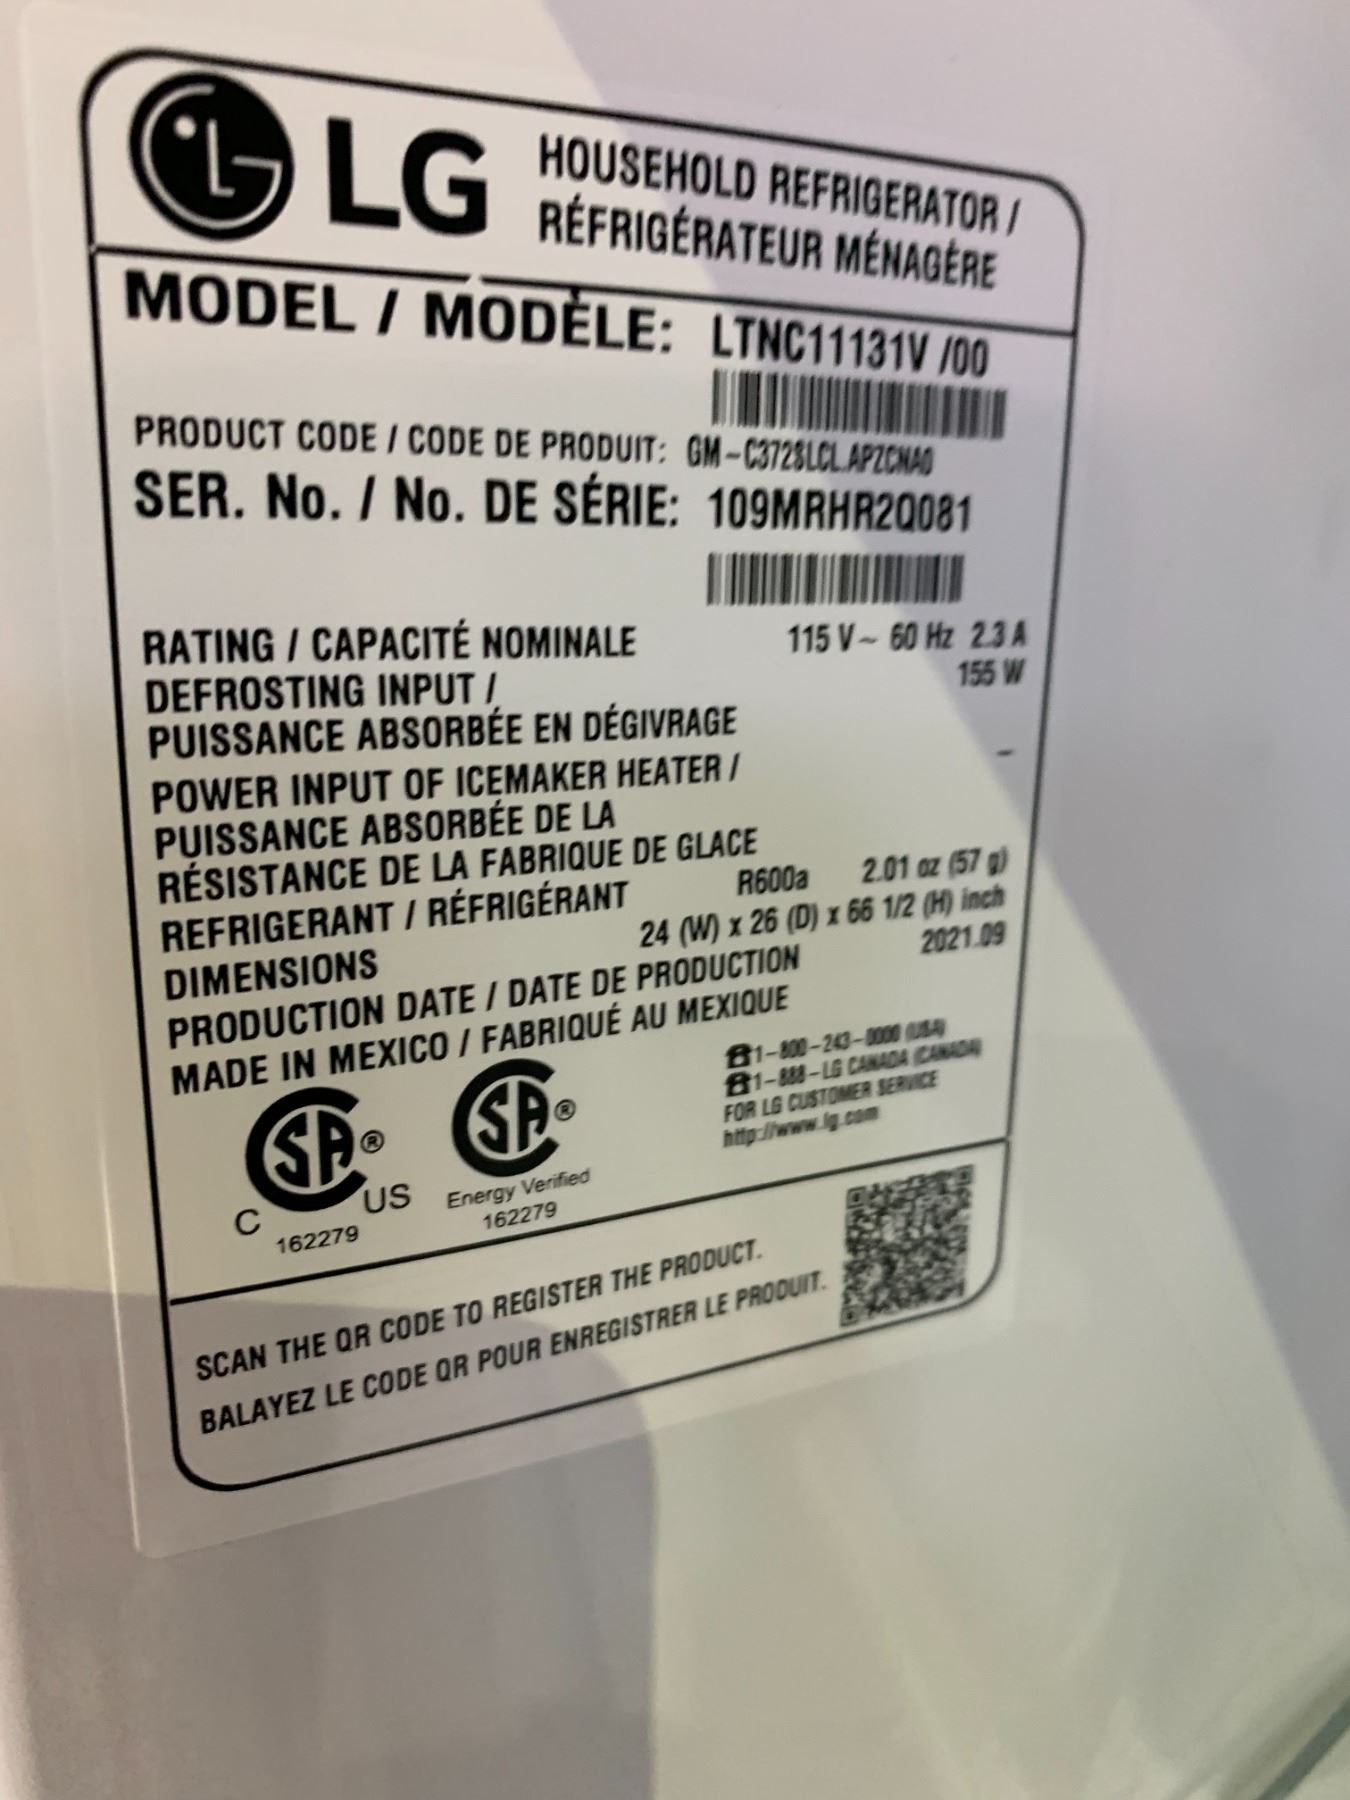 LG HOUSEHOLD REFRIGERATOR /
RÉFRIGÉRATEUR MÉNAGÈRE
MODEL / MODÈLE: LTNC11131V /00
PRODUCT CODE / CODE DE PRODUIT: GM-C372SLCL.APZCNA0
SER. No. / No. DE SÉRIE: 109MRHR2Q081
RATING / CAPACITÉ NOMINALE 115 V~ 60 Hz 2.3 A
DEFROSTING INPUT / 155 W
PUISSANCE ABSORBÉE EN DÉGIVRAGE
POWER INPUT OF ICEMAKER HEATER / -
PUISSANCE ABSORBÉE DE LA
RÉSISTANCE DE LA FABRIQUE DE GLACE
REFRIGERANT / RÉFRIGÉRANT R600a 2.01 oz (57 g)
DIMENSIONS 24 (W) x 26 (D) x 66 1/2 (H) inch
PRODUCTION DATE / DATE DE PRODUCTION 2021.09
MADE IN MEXICO / FABRIQUÉ AU MEXIQUE
☎1-800-243-0000 (USA)
☎1-888-LG CANADA (CANADA)
FOR LG CUSTOMER SERVICE
http://www.lg.com
C SA ® US
162279
SA ®
Energy Verified
162279
SCAN THE QR CODE TO REGISTER THE PRODUCT.
BALAYEZ LE CODE QR POUR ENREGISTRER LE PRODUIT.